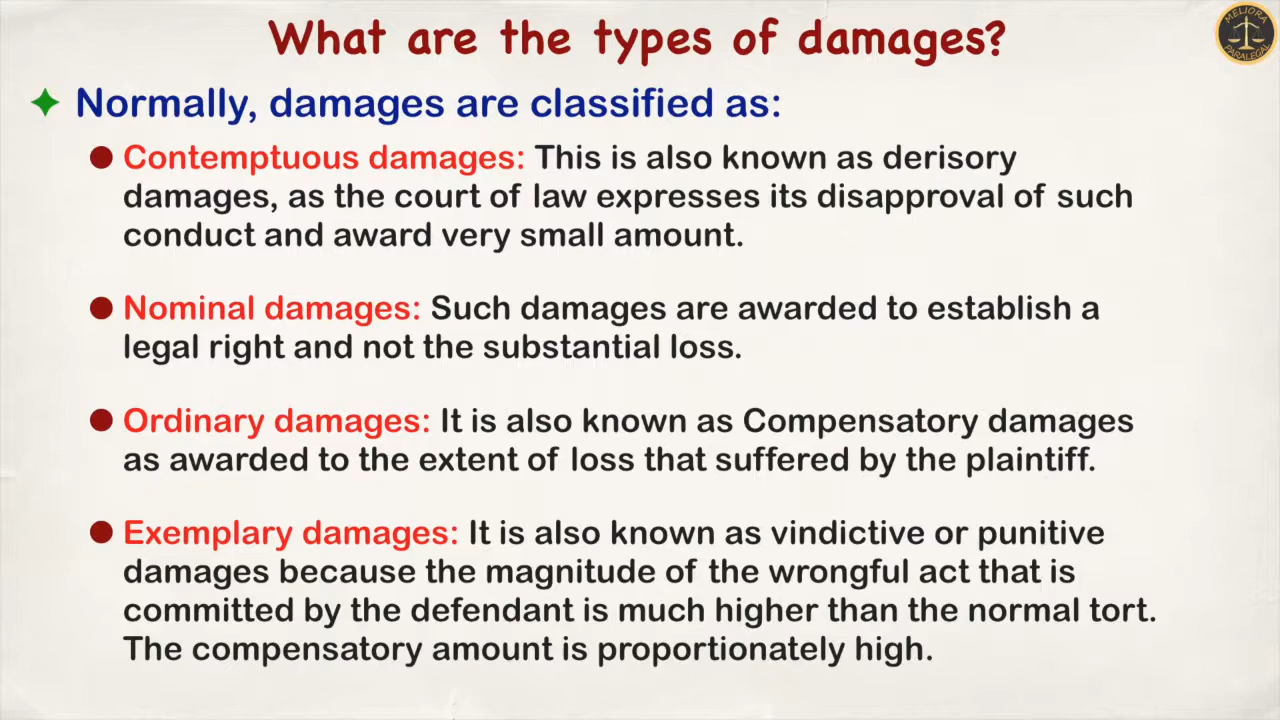 What are the types of damages?
MELIORA
PARALEGAL
Normally, damages are classified as:
Contemptuous damages: This is also known as derisory
damages, as the court of law expresses its disapproval of such
conduct and award very small amount.
Nominal damages: Such damages are awarded to establish a
legal right and not the substantial loss.
Ordinary damages: It is also known as Compensatory damages
as awarded to the extent of loss that suffered by the plaintiff.
Exemplary damages: It is also known as vindictive or punitive
damages because the magnitude of the wrongful act that is
committed by the defendant is much higher than the normal tort.
The compensatory amount is proportionately high.